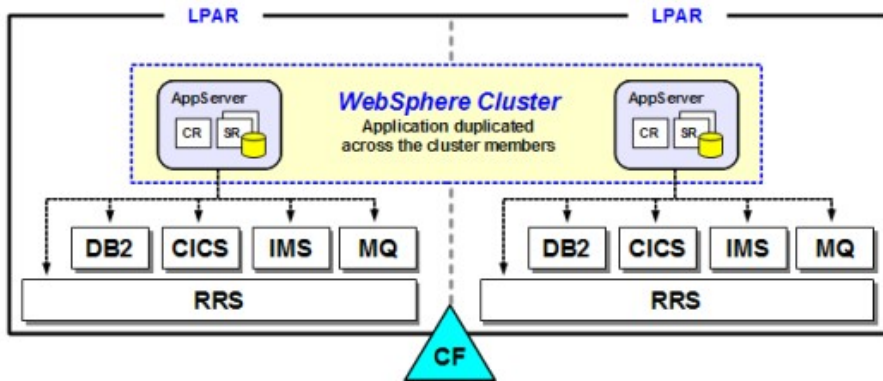 LPAR
LPAR
AppServer
CR
SR
WebSphere Cluster
Application duplicated
across the cluster members
AppServer
CR
SR
DB2
CICS
IMS
MQ
DB2
CICS
IMS
MQ
RRS
RRS
CF